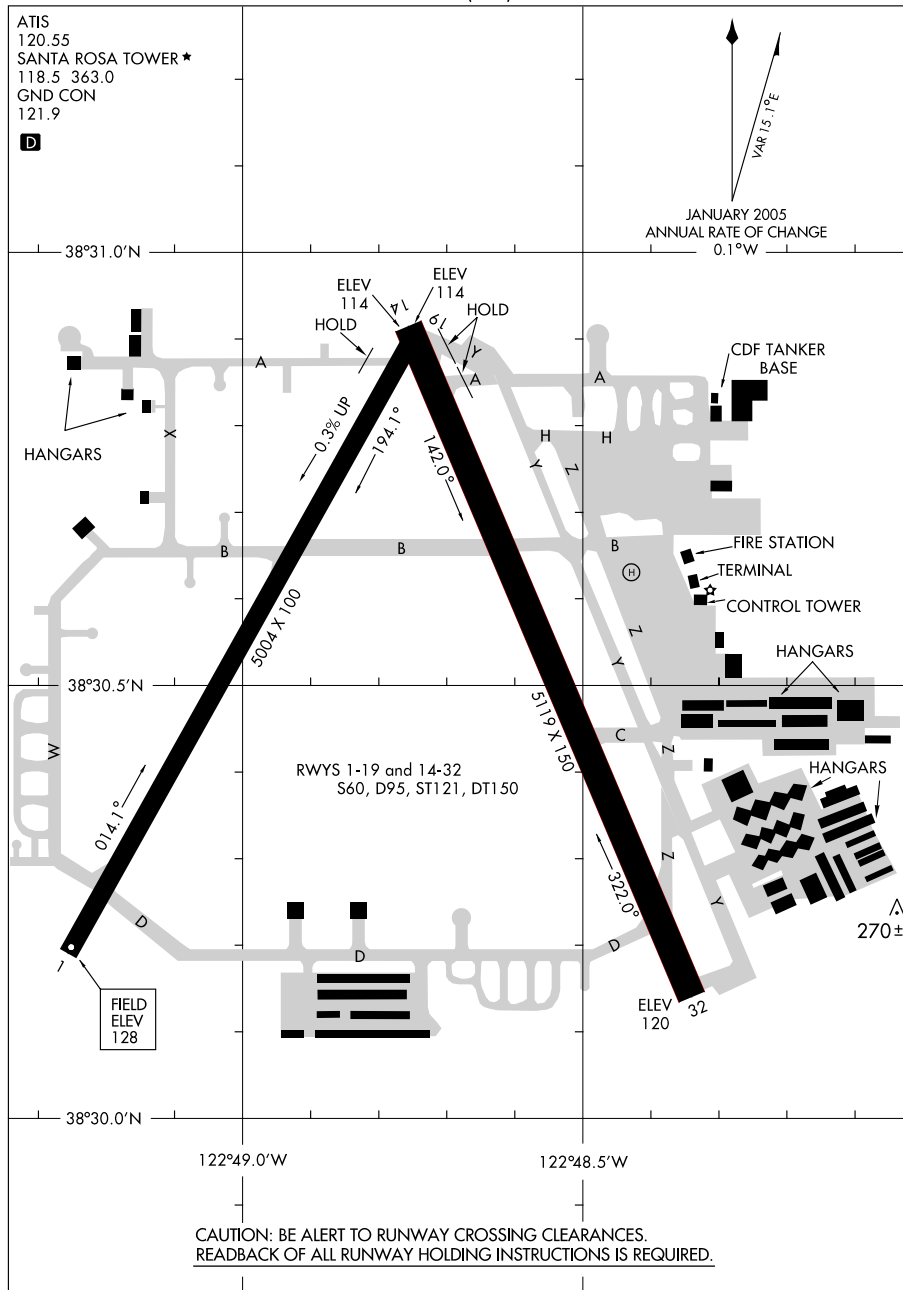 ATIS
120.55
SANTA ROSA TOWER ★
118.5 363.0
GND CON
121.9
D
VAR 15.1°E
JANUARY 2005
ANNUAL RATE OF CHANGE
0.1°W
38°31.0'N
ELEV
114
ELEV
114
HOLD
14
19
HOLD
A
Y
A
A
CDF TANKER
BASE
HANGARS
X
0.3% UP
194.1°
142.0°
H
H
Y
Z
B
B
B
FIRE STATION
H
TERMINAL
CONTROL TOWER
5004 X 100
Z
Y
HANGARS
38°30.5'N
5119 X 150
C
Z
W
RWYS 1-19 and 14-32
S60, D95, ST121, DT150
HANGARS
014.1°
322.0°
Z
Y
D
D
D
270±
1
FIELD
ELEV
128
ELEV
120
32
38°30.0'N
122°49.0'W
122°48.5'W
CAUTION: BE ALERT TO RUNWAY CROSSING CLEARANCES.
READBACK OF ALL RUNWAY HOLDING INSTRUCTIONS IS REQUIRED.